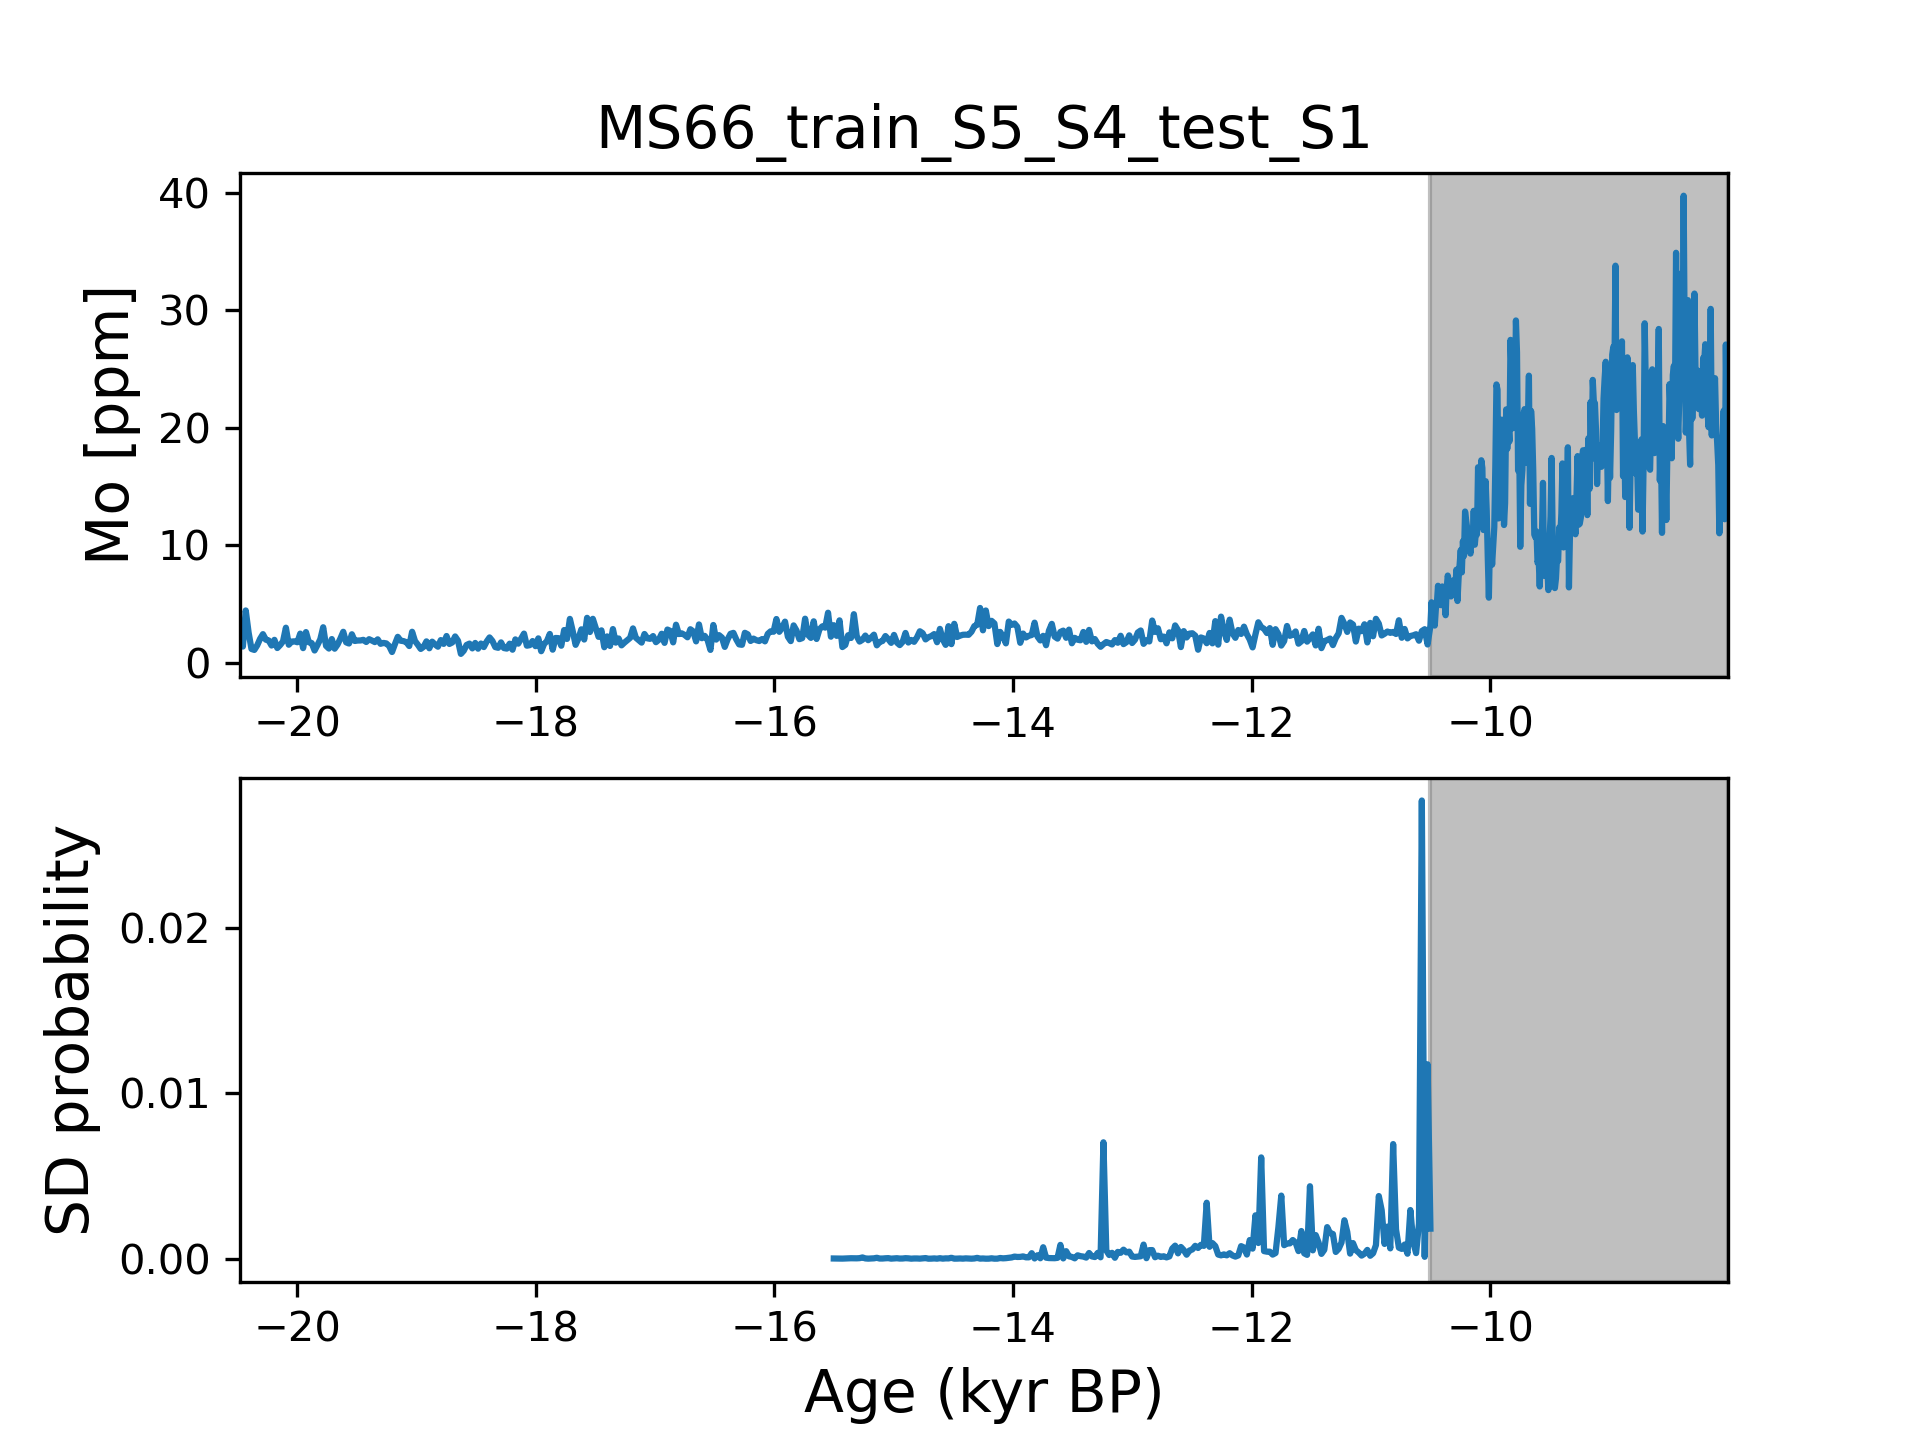 MS66_train_S5_S4_test_S1
Mo [ppm]
40
30
20
10
0
−20 −18 −16 −14 −12 −10
SD probability
0.02
0.01
0.00
−20 −18 −16 −14 −12 −10
Age (kyr BP)